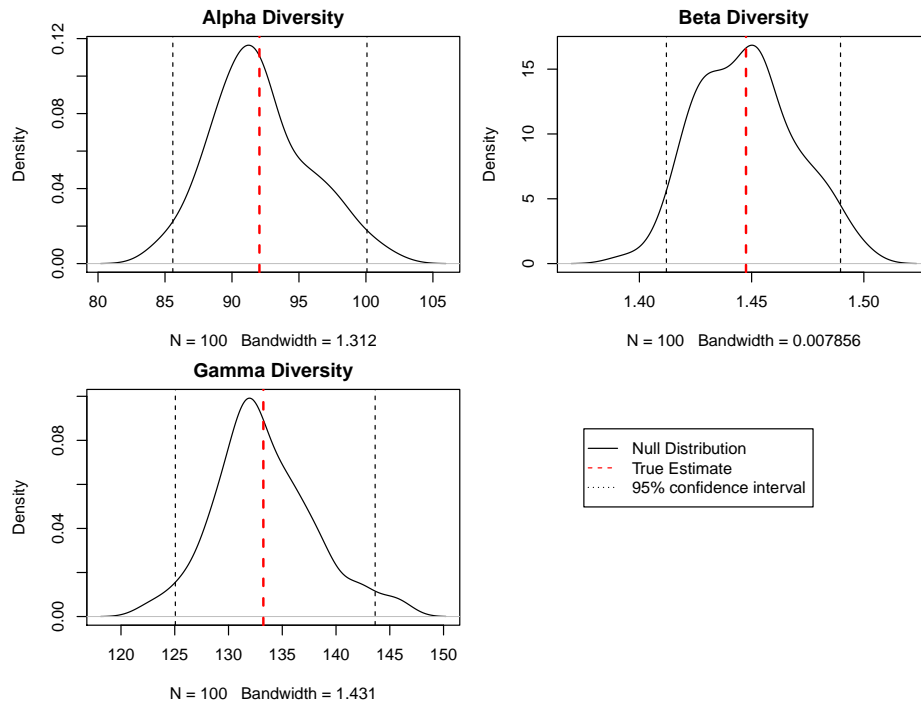 Alpha Diversity
Density
0.00 0.04 0.08 0.12
80 85 90 95 100 105
N = 100 Bandwidth = 1.312
Beta Diversity
Density
0 5 10 15
1.40 1.45 1.50
N = 100 Bandwidth = 0.007856
Gamma Diversity
Density
0.00 0.04 0.08
120 125 130 135 140 145 150
N = 100 Bandwidth = 1.431
Null Distribution
True Estimate
95% confidence interval